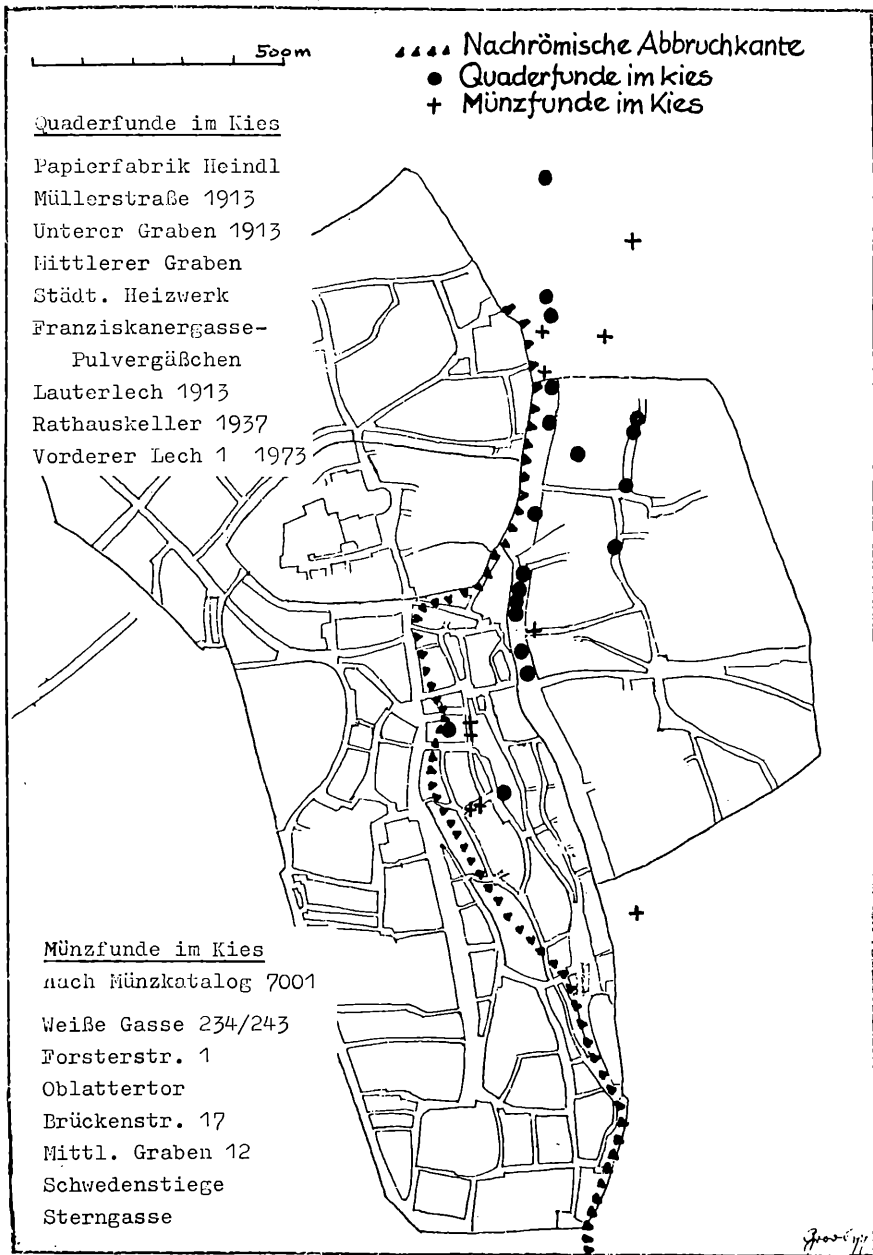 500m
Nachrömische Abbruchkante
Quaderfunde im kies
Münzfunde im Kies
Quaderfunde im Kies
Papierfabrik Heindl
Müllerstraße 1913
Unterer Graben 1913
Mittlerer Graben
Städt. Heizwerk
Franziskanergasse-
Pulvergäßchen
Lauterlech 1913
Rathauskeller 1937
Vorderer Lech 1 1973
Münzfunde im Kies
nach Münzkatalog 7001
Weiße Gasse 234/243
Forsterstr. 1
Oblattertor
Brückenstr. 17
Mittl. Graben 12
Schwedenstiege
Sterngasse